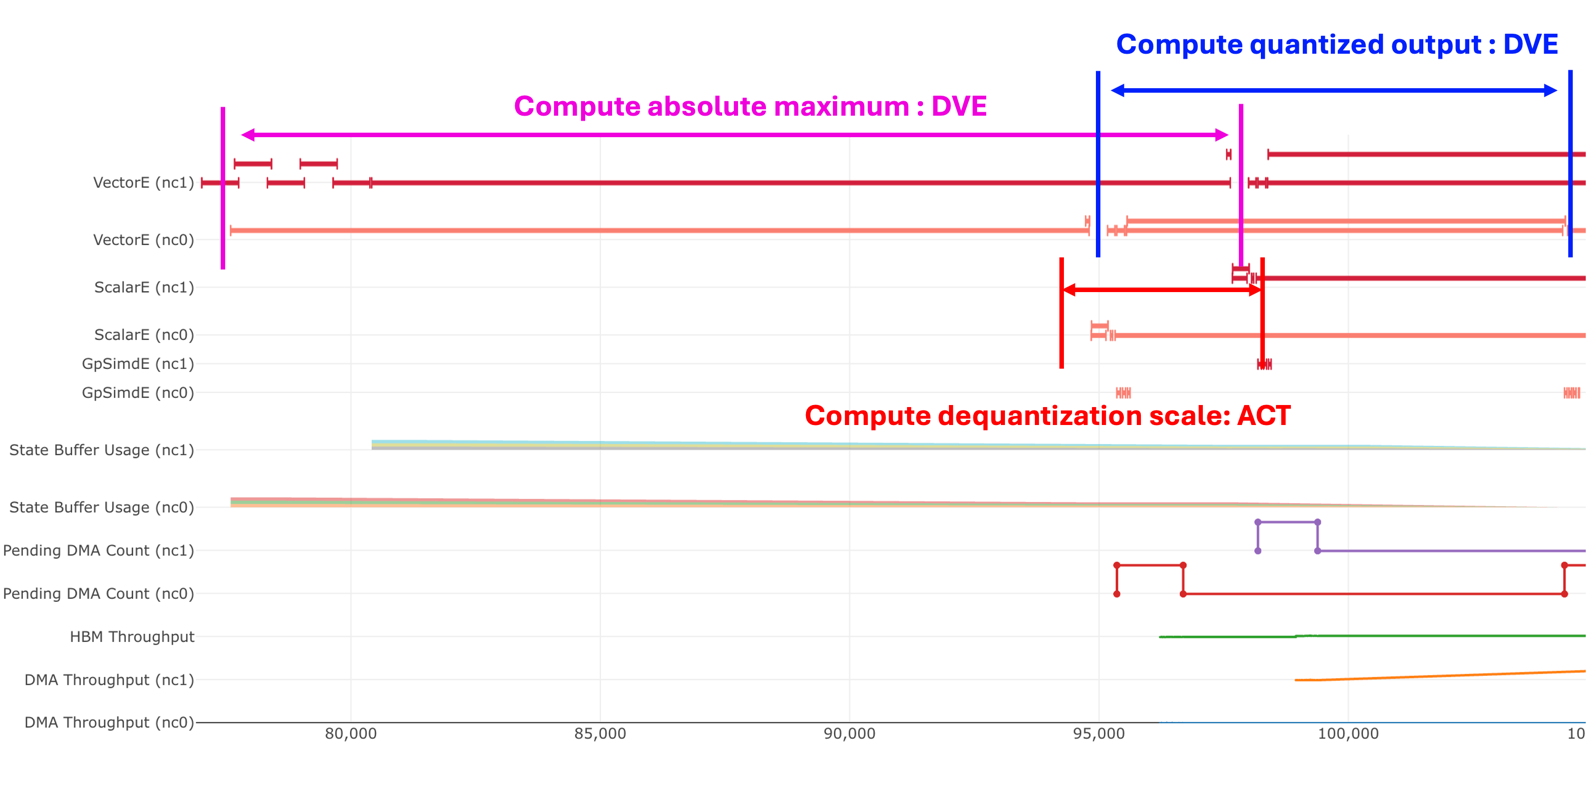 Compute quantized output : DVE
Compute absolute maximum : DVE
VectorE (nc1)
VectorE (nc0)
ScalarE (nc1)
ScalarE (nc0)
GpSimdE (nc1)
GpSimdE (nc0)
Compute dequantization scale: ACT
State Buffer Usage (nc1)
State Buffer Usage (nc0)
Pending DMA Count (nc1)
Pending DMA Count (nc0)
HBM Throughput
DMA Throughput (nc1)
DMA Throughput (nc0)
80,000 85,000 90,000 95,000 100,000 10